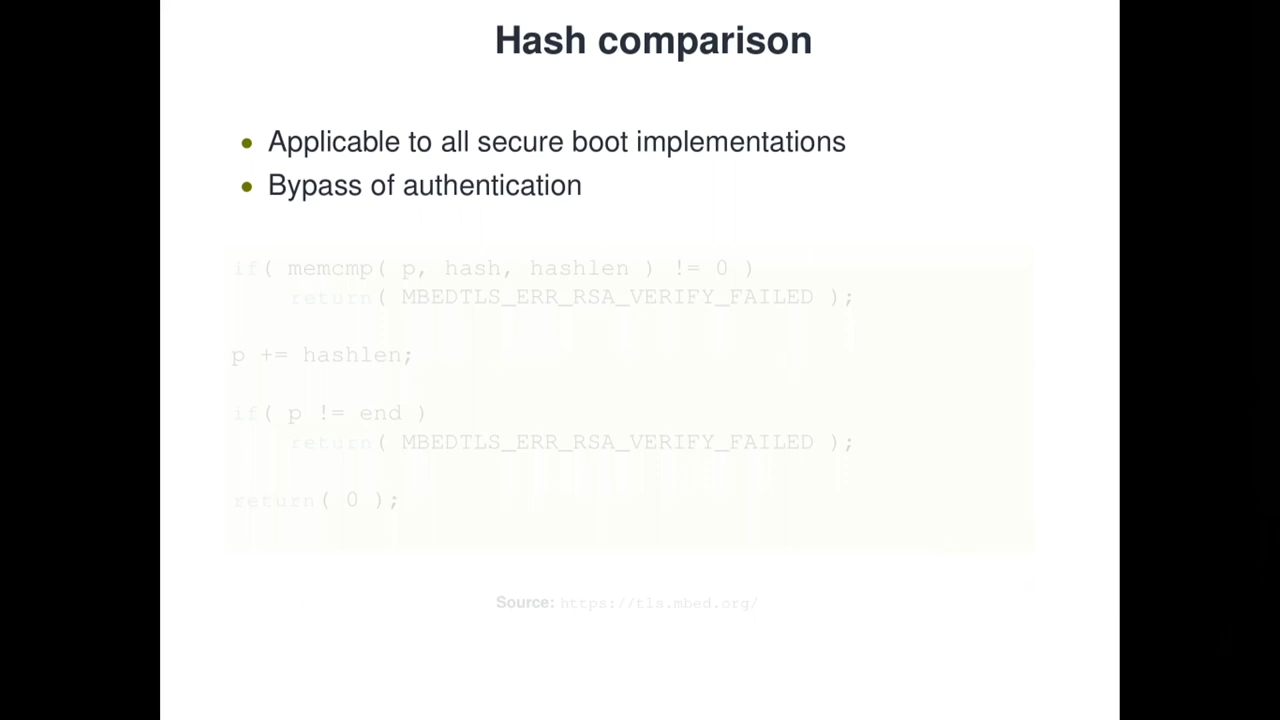 Hash comparison
• Applicable to all secure boot implementations
• Bypass of authentication
if( memcmp( p, hash, hashlen ) != 0 )
    return( MBEDTLS_ERR_RSA_VERIFY_FAILED );
p += hashlen;
if( p != end )
    return( MBEDTLS_ERR_RSA_VERIFY_FAILED );
return( 0 );
Source: https://tls.mbed.org/